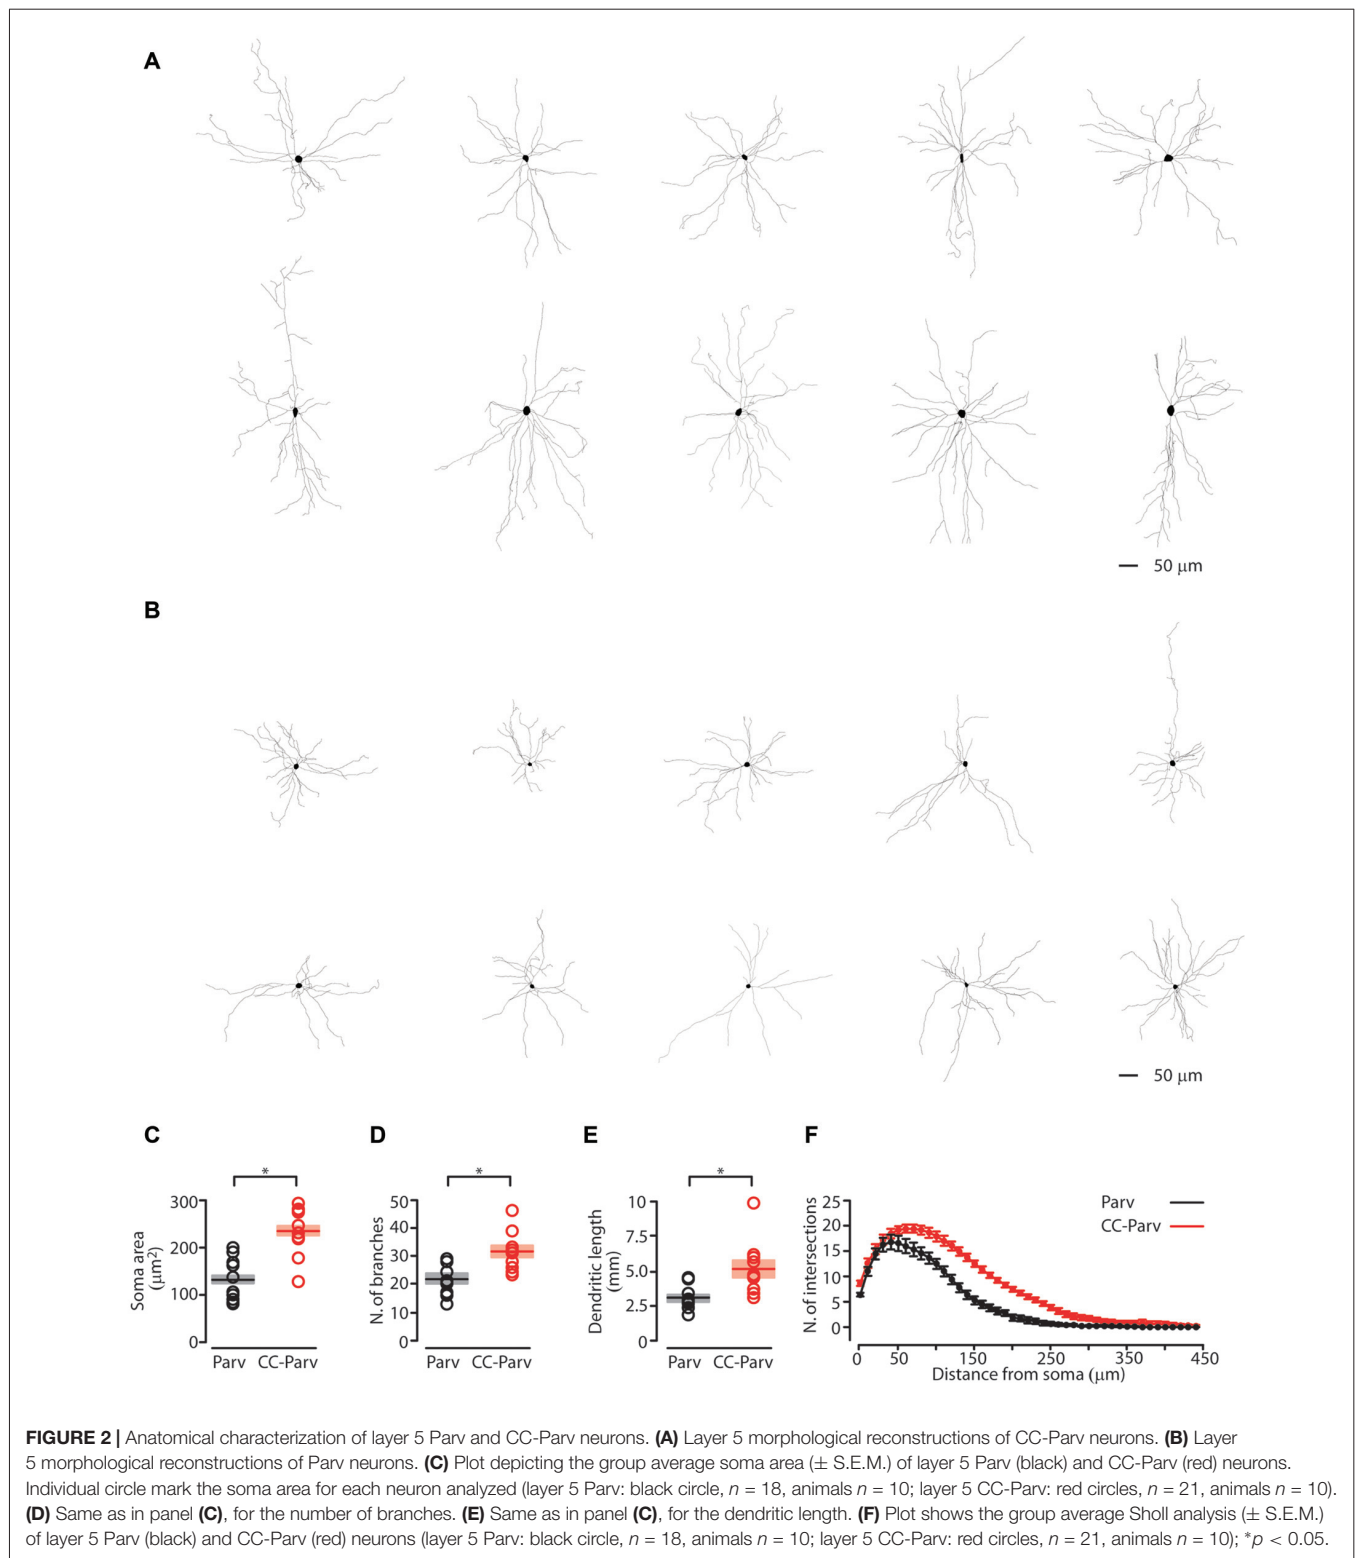 A
50 μm
B
50 μm
C
D
E
F
*
*
*
Soma area
(μm²)
300
200
100
0
Parv
CC-Parv
N. of branches
50
40
30
20
10
0
Parv
CC-Parv
Dendritic length
(mm)
10
7.5
5.0
2.5
0
Parv
CC-Parv
N. of intersections
25
20
15
10
5
0
Parv
CC-Parv
0
50
150
250
350
450
Distance from soma (μm)
FIGURE 2 | Anatomical characterization of layer 5 Parv and CC-Parv neurons. (A) Layer 5 morphological reconstructions of CC-Parv neurons. (B) Layer
5 morphological reconstructions of Parv neurons. (C) Plot depicting the group average soma area (± S.E.M.) of layer 5 Parv (black) and CC-Parv (red) neurons.
Individual circle mark the soma area for each neuron analyzed (layer 5 Parv: black circle, n = 18, animals n = 10; layer 5 CC-Parv: red circles, n = 21, animals n = 10).
(D) Same as in panel (C), for the number of branches. (E) Same as in panel (C), for the dendritic length. (F) Plot shows the group average Sholl analysis (± S.E.M.)
of layer 5 Parv (black) and CC-Parv (red) neurons (layer 5 Parv: black circle, n = 18, animals n = 10; layer 5 CC-Parv: red circles, n = 21, animals n = 10); *p < 0.05.